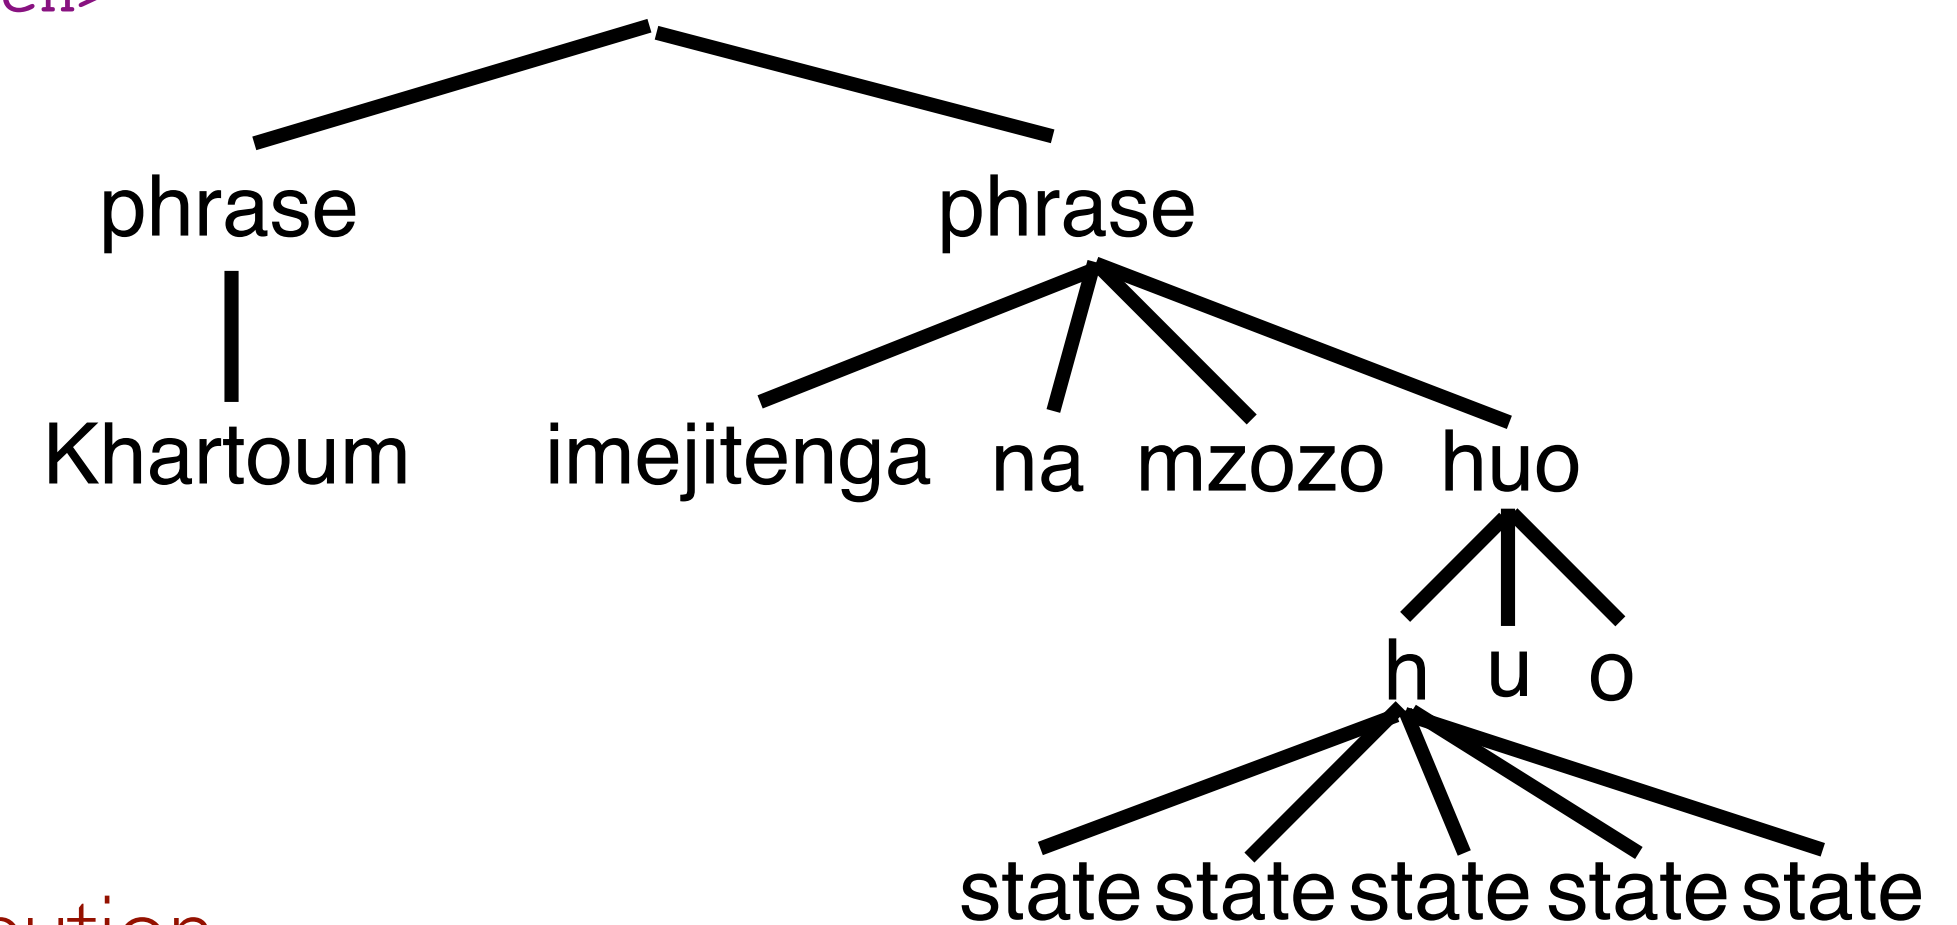 phrase phrase
Khartoum imejitenga na mzozo huo
h u o
state state state state state